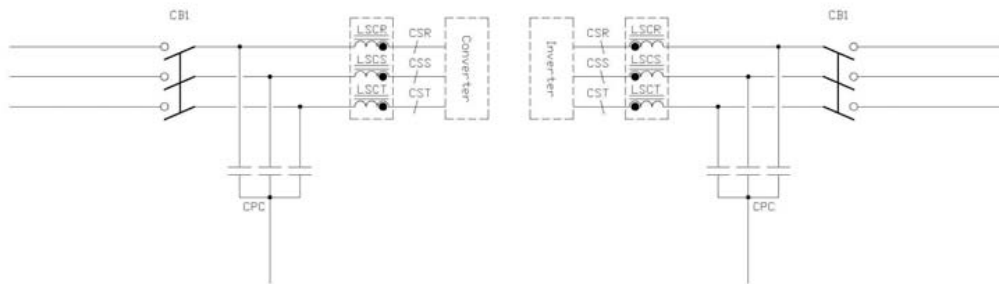 CB1
LSCR
CSR
LSCS
CSS
LSCT
CST
Converter
CPC
Inverter
CSR
LSCR
CSS
LSCS
CST
LSCT
CB1
CPC